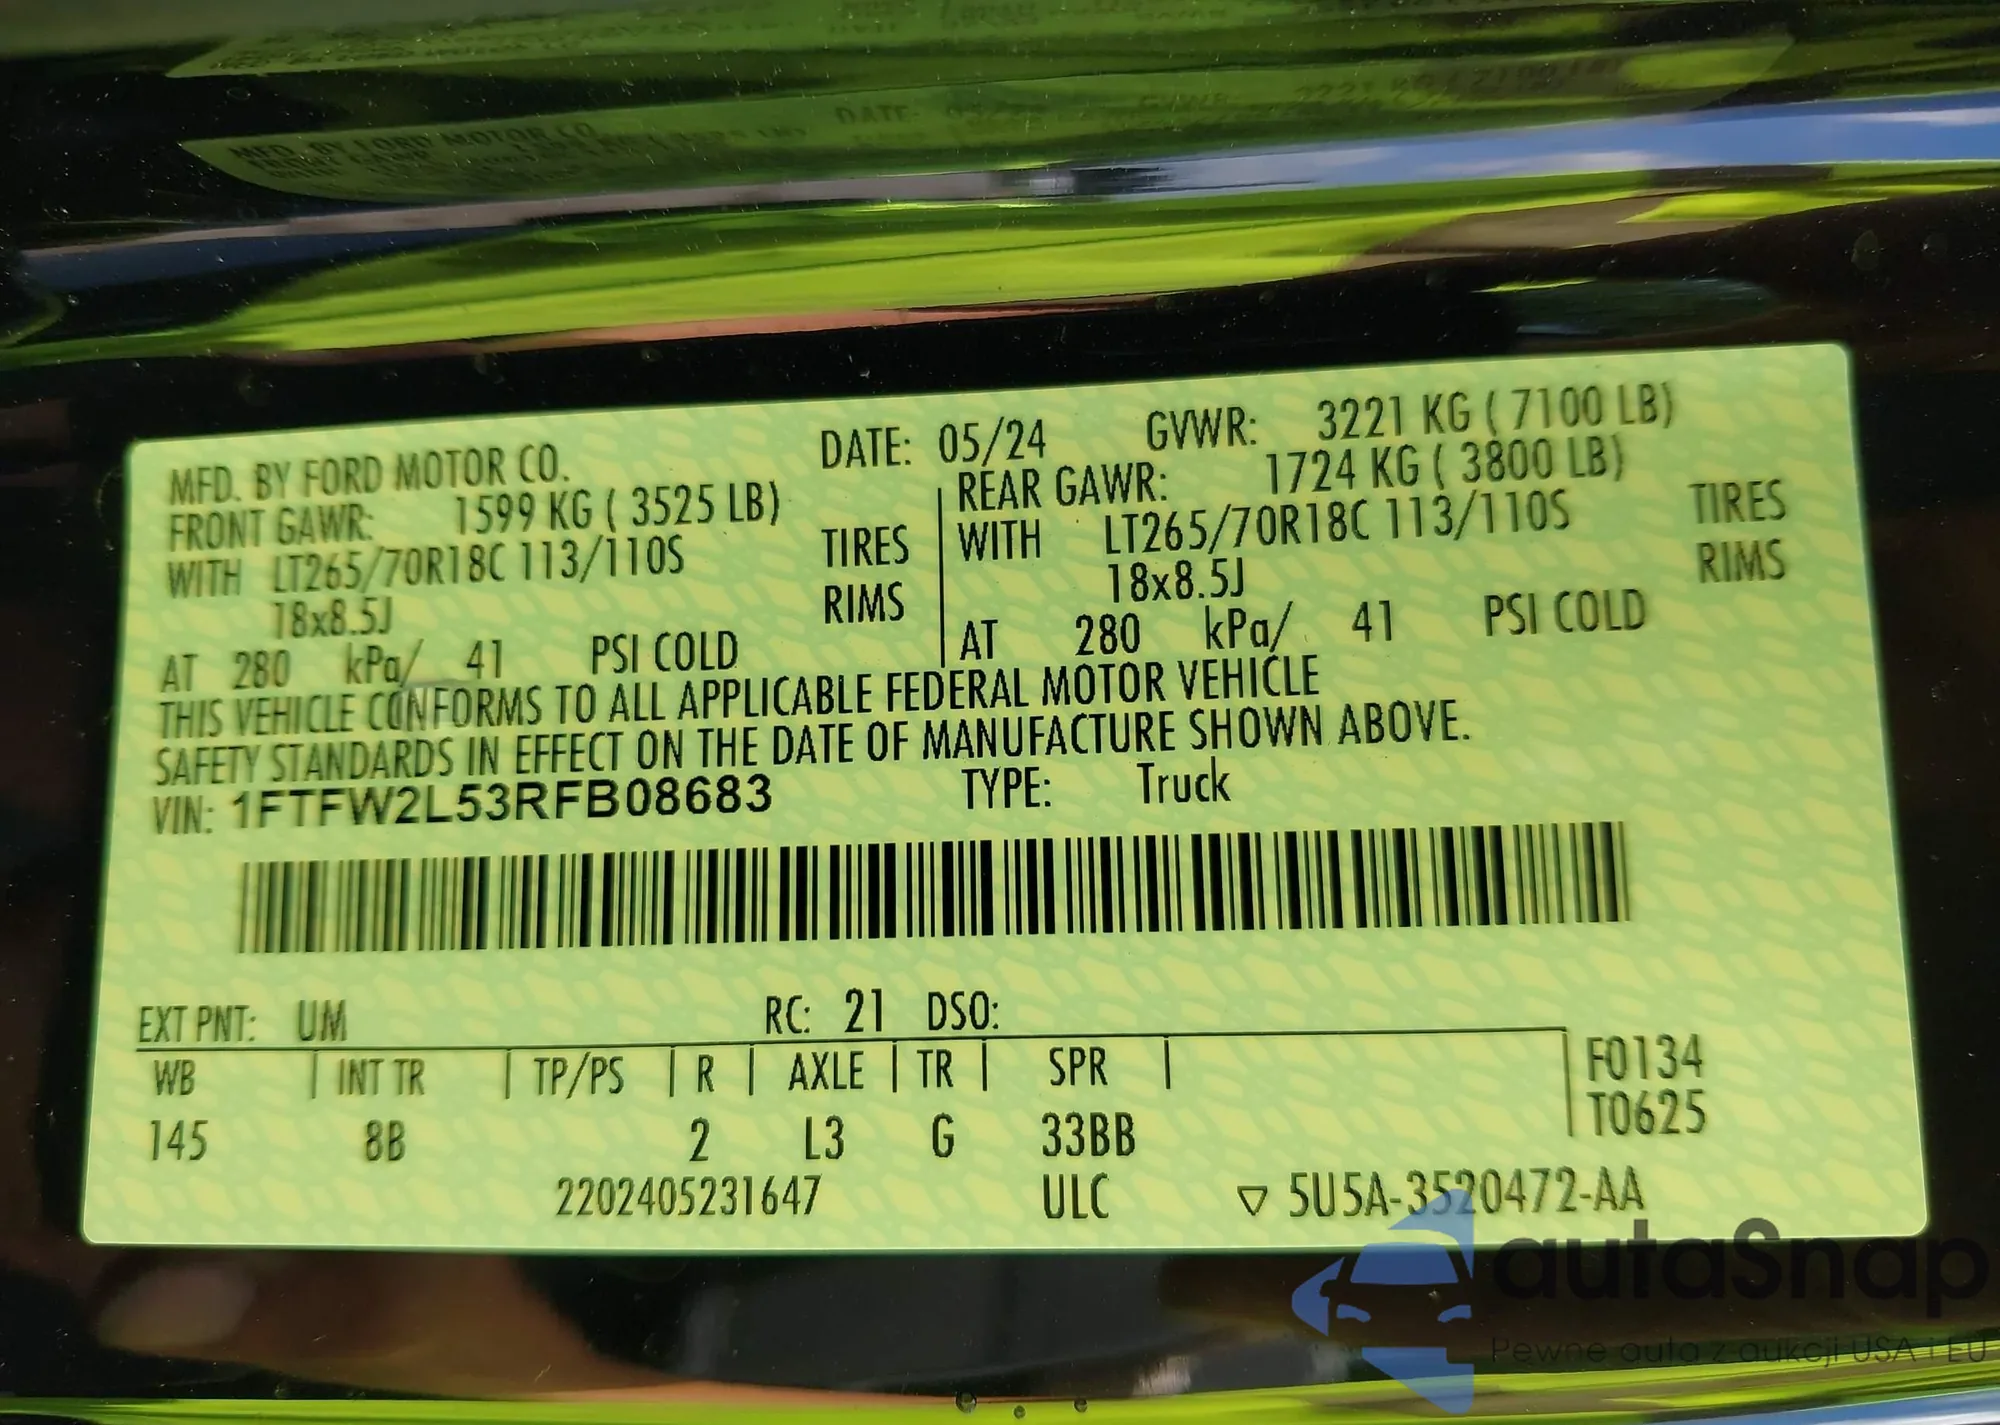 MFD. BY FORD MOTOR CO. DATE: 05/24 GVWR: 3221 KG ( 7100 LB)
FRONT GAWR: 1599 KG ( 3525 LB) REAR GAWR: 1724 KG ( 3800 LB)
WITH LT265/70R18C 113/110S TIRES WITH LT265/70R18C 113/110S TIRES
18x8.5J RIMS 18x8.5J RIMS
AT 280 kPa/ 41 PSI COLD AT 280 kPa/ 41 PSI COLD
THIS VEHICLE CONFORMS TO ALL APPLICABLE FEDERAL MOTOR VEHICLE
SAFETY STANDARDS IN EFFECT ON THE DATE OF MANUFACTURE SHOWN ABOVE.
VIN: 1FTFW2L53RFB08683 TYPE: Truck
EXT PNT: UM RC: 21 DSO:
WB INT TR TP/PS R AXLE TR SPR F0134
145 8B 2 L3 G 33BB T0625
2202405231647 ULC ▽ 5U5A-3520472-AA
autaSnap
Pewne auta z aukcji USA i EU